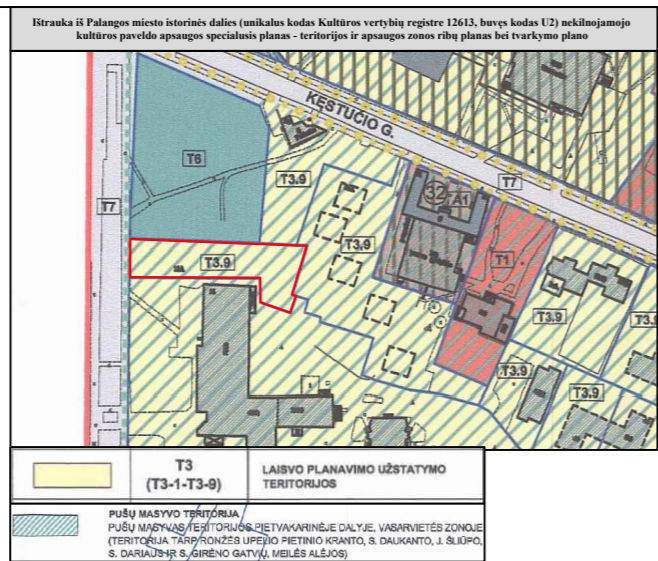 Ištrauka iš Palangos miesto istorinės dalies (unikalus kodas Kultūros vertybių registre 12613, buvęs kodas U2) nekilnojamojo
kultūros paveldo apsaugos specialusis planas - teritorijos ir apsaugos zonos ribų planas bei tvarkymo plano
KĘSTUČIO G.
T6
T7
T3.9
T7
32
A1
T3.9
T1
T3.9
T3.9
T3.9
T3.9
T3
(T3-1-T3-9)
LAISVO PLANAVIMO UŽSTATYMO
TERITORIJOS
PUŠŲ MASYVO TERITORIJA
PUŠŲ MASYVAS TERITORIJOS PIETVAKARINĖJE DALYJE, VASARVIETĖS ZONOJE
(TERITORIJA TARP RONŽĖS UPELIO PIETINIO KRANTO, S. DAUKANTO, J. ŠLIŪPO,
S. DARIAUS IR S. GIRĖNO GATVIŲ, MEILĖS ALĖJOS)